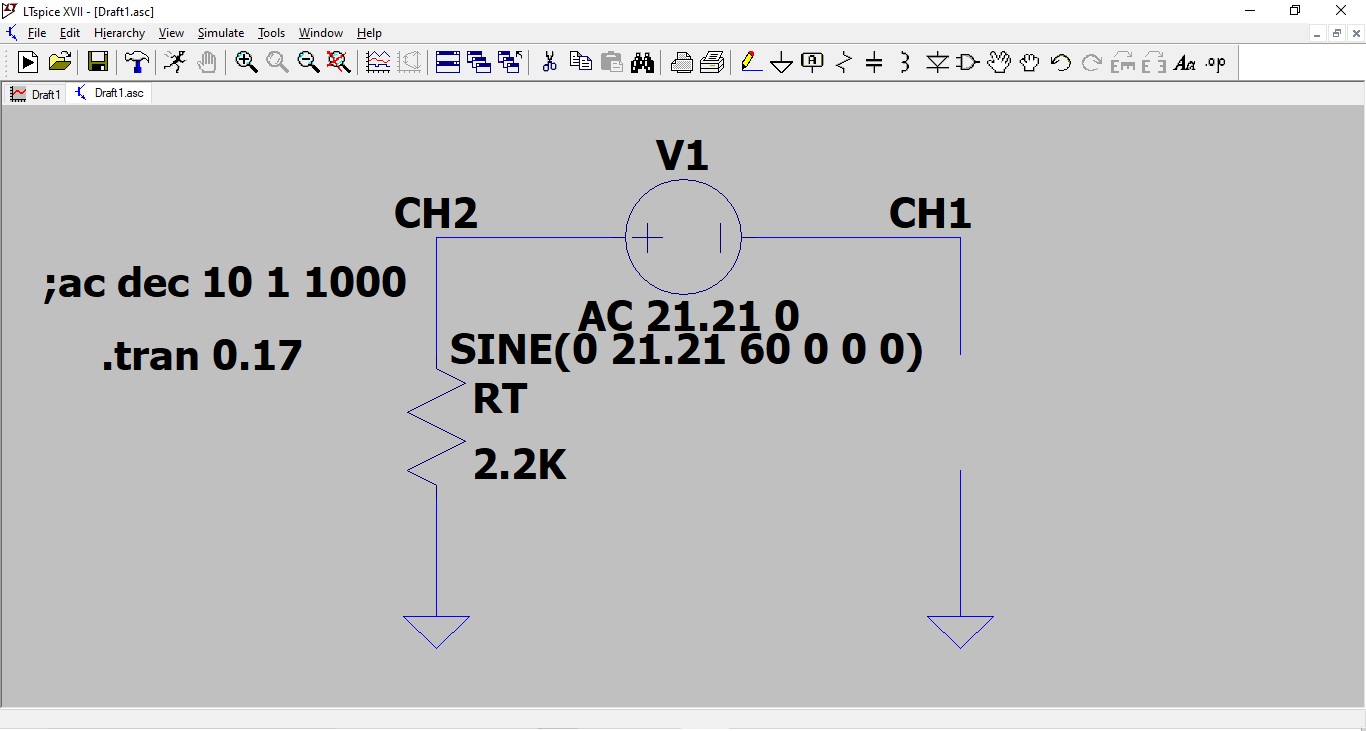 LTspice XVII - [Draft1.asc]
File Edit Hierarchy View Simulate Tools Window Help
.op
Draft1 Draft1.asc
V1
CH2
CH1
;ac dec 10 1 1000
AC 21.21 0
.tran 0.17
SINE(0 21.21 60 0 0 0)
RT
2.2K